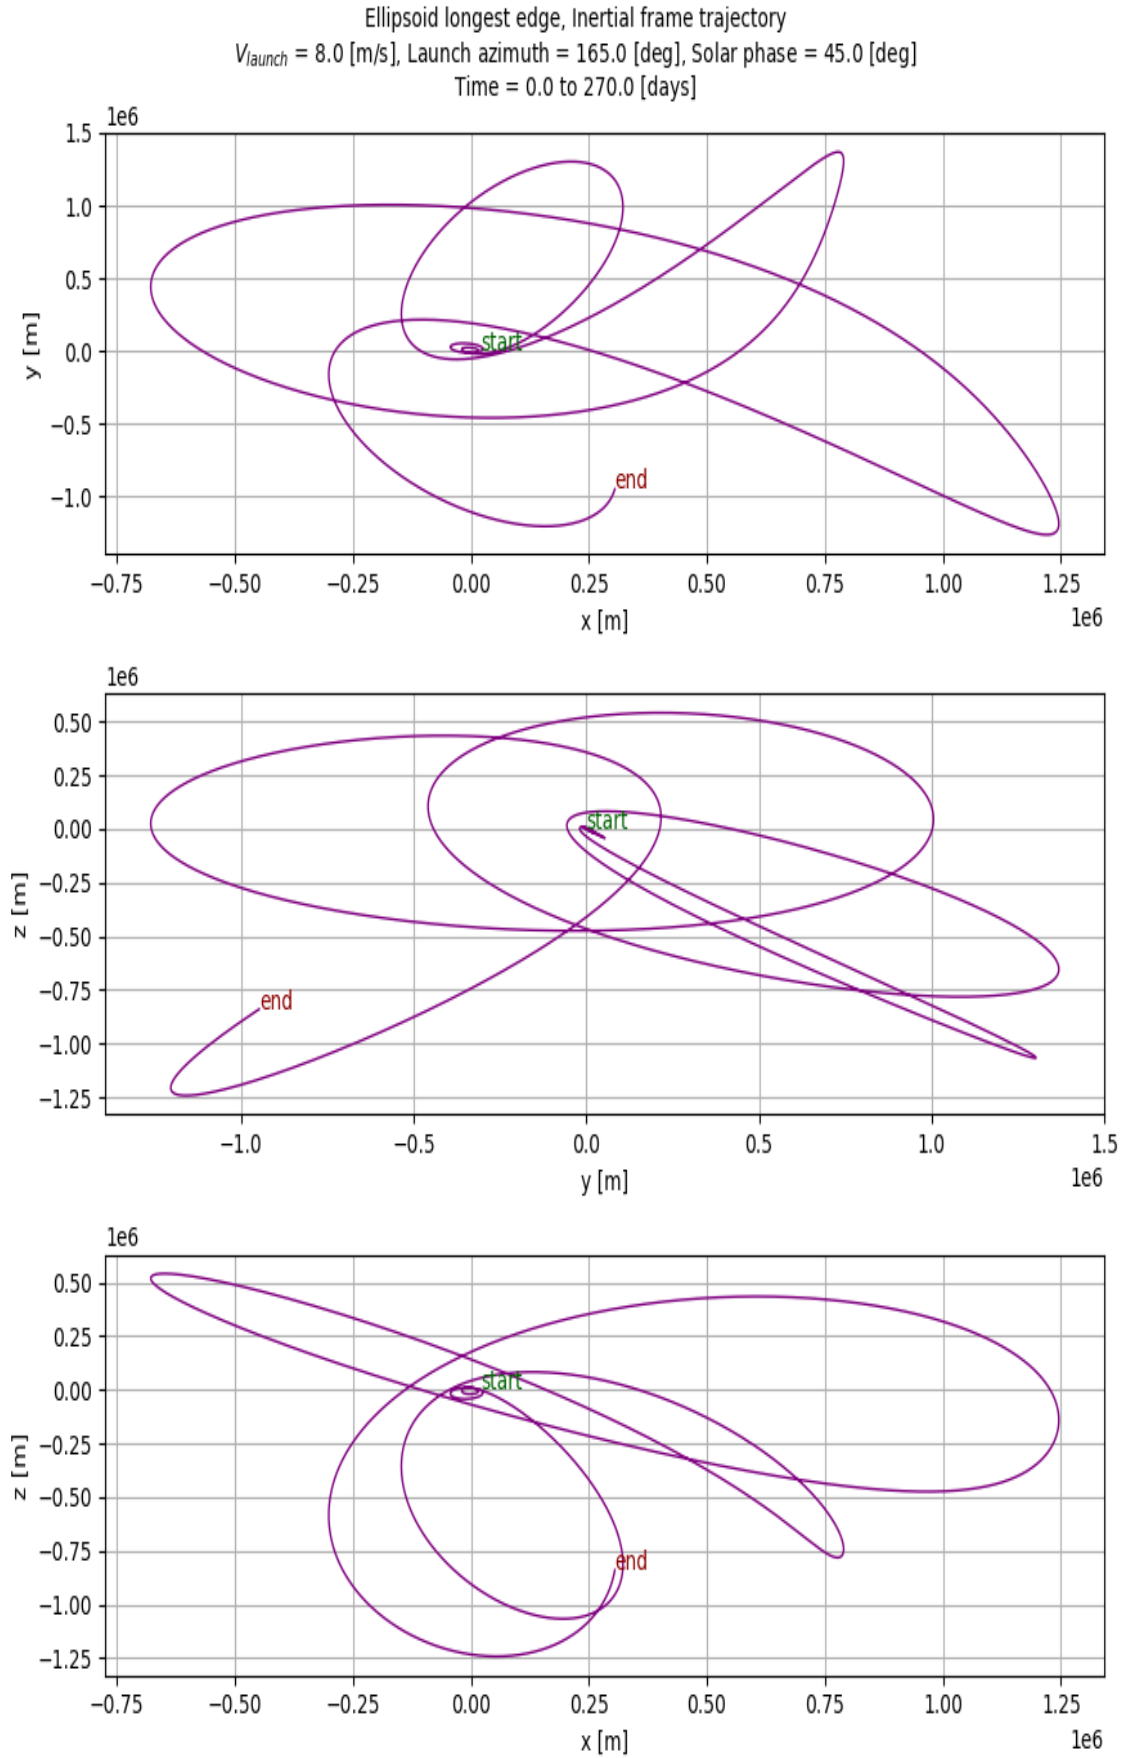 Ellipsoid longest edge, Inertial frame trajectory
V_launch = 8.0 [m/s], Launch azimuth = 165.0 [deg], Solar phase = 45.0 [deg]
Time = 0.0 to 270.0 [days]
1e6
1.5
1.0
0.5
0.0
−0.5
−1.0
y [m]
start
end
−0.75 −0.50 −0.25 0.00 0.25 0.50 0.75 1.00 1.25
1e6
x [m]
1e6
0.50
0.25
0.00
−0.25
−0.50
−0.75
−1.00
−1.25
z [m]
start
end
−1.0 −0.5 0.0 0.5 1.0 1.5
1e6
y [m]
1e6
0.50
0.25
0.00
−0.25
−0.50
−0.75
−1.00
−1.25
z [m]
start
end
−0.75 −0.50 −0.25 0.00 0.25 0.50 0.75 1.00 1.25
1e6
x [m]